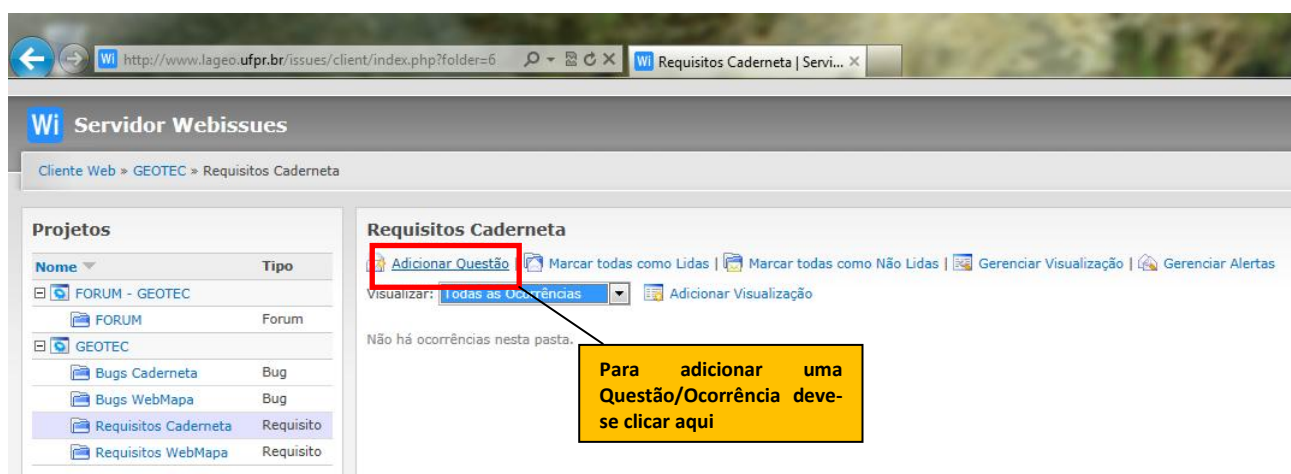 Wi http://www.lageo.ufpr.br/issues/client/index.php?folder=6 Wi Requisitos Caderneta | Servi...
Wi Servidor Webissues
Cliente Web » GEOTEC » Requisitos Caderneta
Projetos
Nome Tipo
FORUM - GEOTEC
FORUM Forum
GEOTEC
Bugs Caderneta Bug
Bugs WebMapa Bug
Requisitos Caderneta Requisito
Requisitos WebMapa Requisito
Requisitos Caderneta
Adicionar Questão | Marcar todas como Lidas | Marcar todas como Não Lidas | Gerenciar Visualização | Gerenciar Alertas
Visualizar: Todas as Ocorrências Adicionar Visualização
Não há ocorrências nesta pasta.
Para adicionar uma
Questão/Ocorrência deve-
se clicar aqui